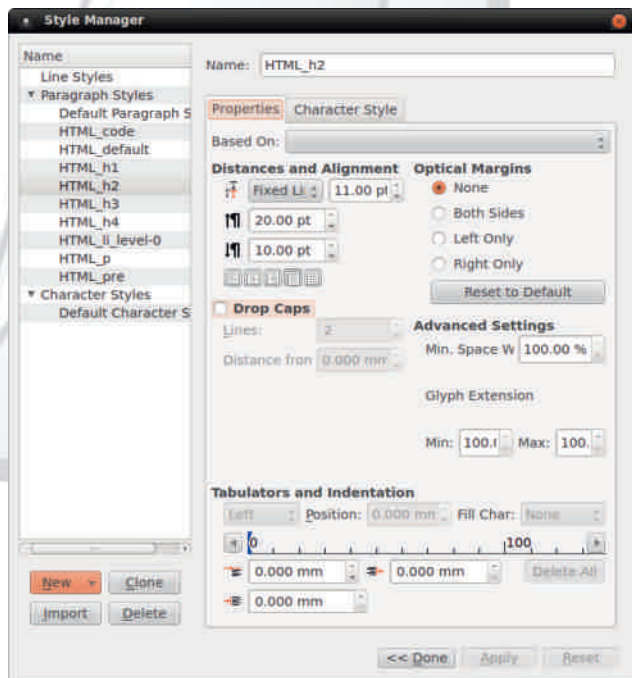 Style Manager
Name
Line Styles
Paragraph Styles
Default Paragraph S
HTML_code
HTML_default
HTML_h1
HTML_h2
HTML_h3
HTML_h4
HTML_li_level-0
HTML_p
HTML_pre
Character Styles
Default Character S
New
Clone
Import
Delete
Name: HTML_h2
Properties Character Style
Based On:
Distances and Alignment
Fixed Li 11.00 pt
20.00 pt
10.00 pt
Optical Margins
None
Both Sides
Left Only
Right Only
Reset to Default
Drop Caps
Lines: 2
Distance fron 0.000 mm
Advanced Settings
Min. Space W 100.00 %
Glyph Extension
Min: 100.( Max: 100.
Tabulators and Indentation
Left Position: 0.000 mn Fill Char: None
0 100
0.000 mm 0.000 mm Delete All
0.000 mm
<< Done Apply Reset